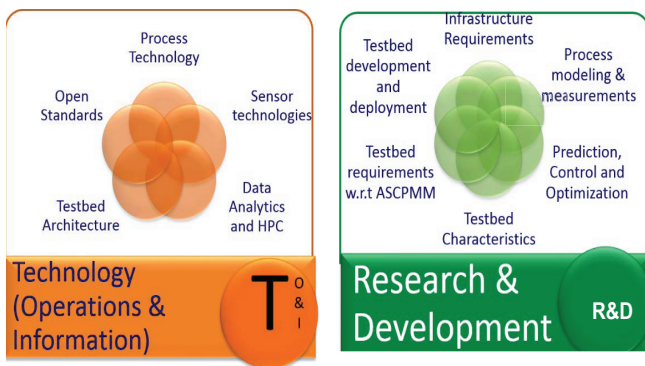 Process
Technology
Open
Standards
Sensor
technologies
Testbed
Architecture
Data
Analytics
and HPC
Technology
(Operations &
Information)
T
O
&
I
Infrastructure
Requirements
Testbed
development
and
deployment
Process
modeling &
measurements
Testbed
requirements
w.r.t ASCPMM
Prediction,
Control and
Optimization
Testbed
Characteristics
Research &
Development
R&D